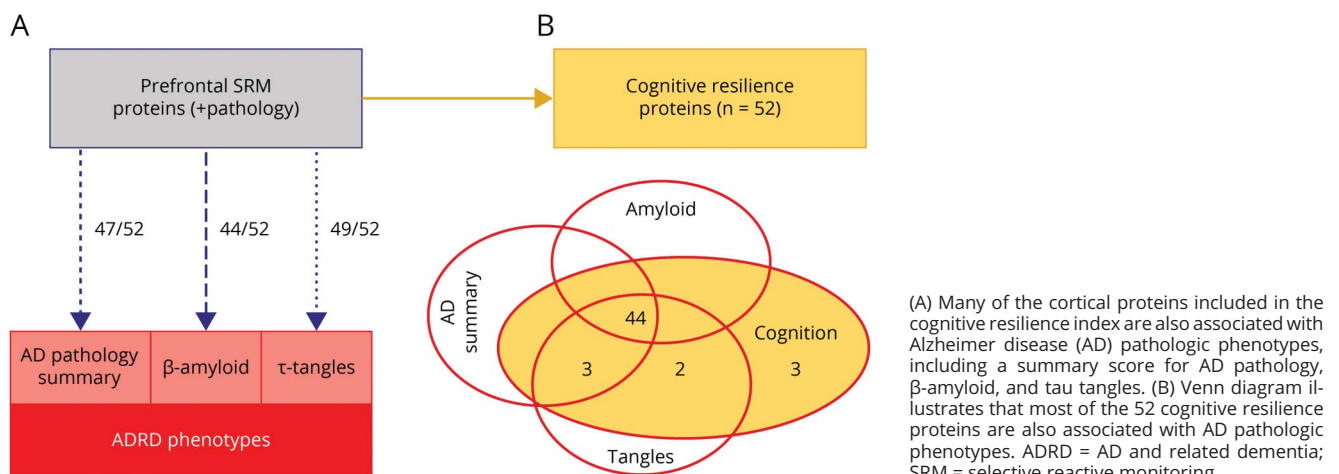 A
B
Prefrontal SRM
proteins (+pathology)
Cognitive resilience
proteins (n = 52)
47/52
44/52
49/52
AD pathology
summary
β-amyloid
τ-tangles
ADRD phenotypes
Amyloid
AD
summary
44
Cognition
3
2
3
Tangles
(A) Many of the cortical proteins included in the
cognitive resilience index are also associated with
Alzheimer disease (AD) pathologic phenotypes,
including a summary score for AD pathology,
β-amyloid, and tau tangles. (B) Venn diagram il-
lustrates that most of the 52 cognitive resilience
proteins are also associated with AD pathologic
phenotypes. ADRD = AD and related dementia;
SRM = selective reactive monitoring